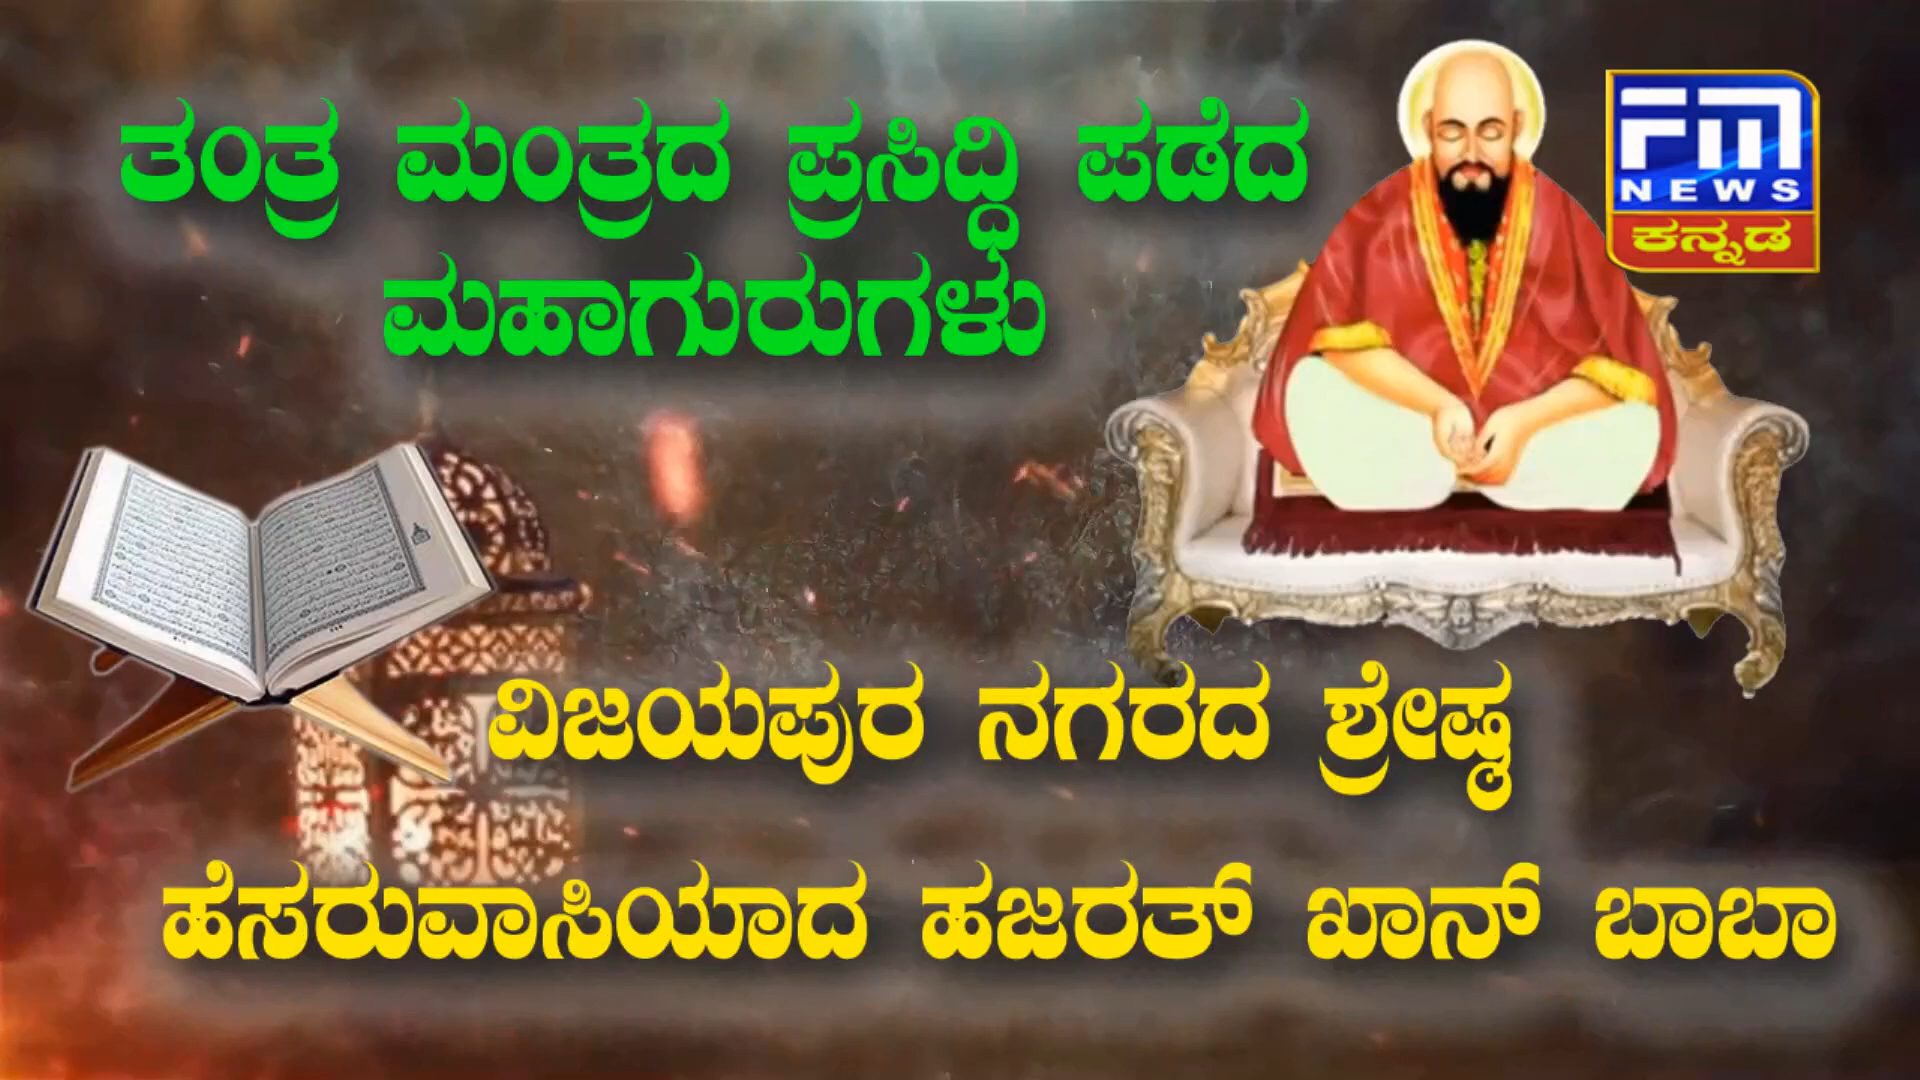 ತಂತ್ರ ಮಂತ್ರದ ಪ್ರಸಿದ್ಧಿ ಪಡೆದ
ಮಹಾಗುರುಗಳು
FM
NEWS
ಕನ್ನಡ
ವಿಜಯಪುರ ನಗರದ ಶ್ರೇಷ್ಠ
ಹೆಸರುವಾಸಿಯಾದ ಹಜರತ್ ಖಾನ್ ಬಾಬಾ